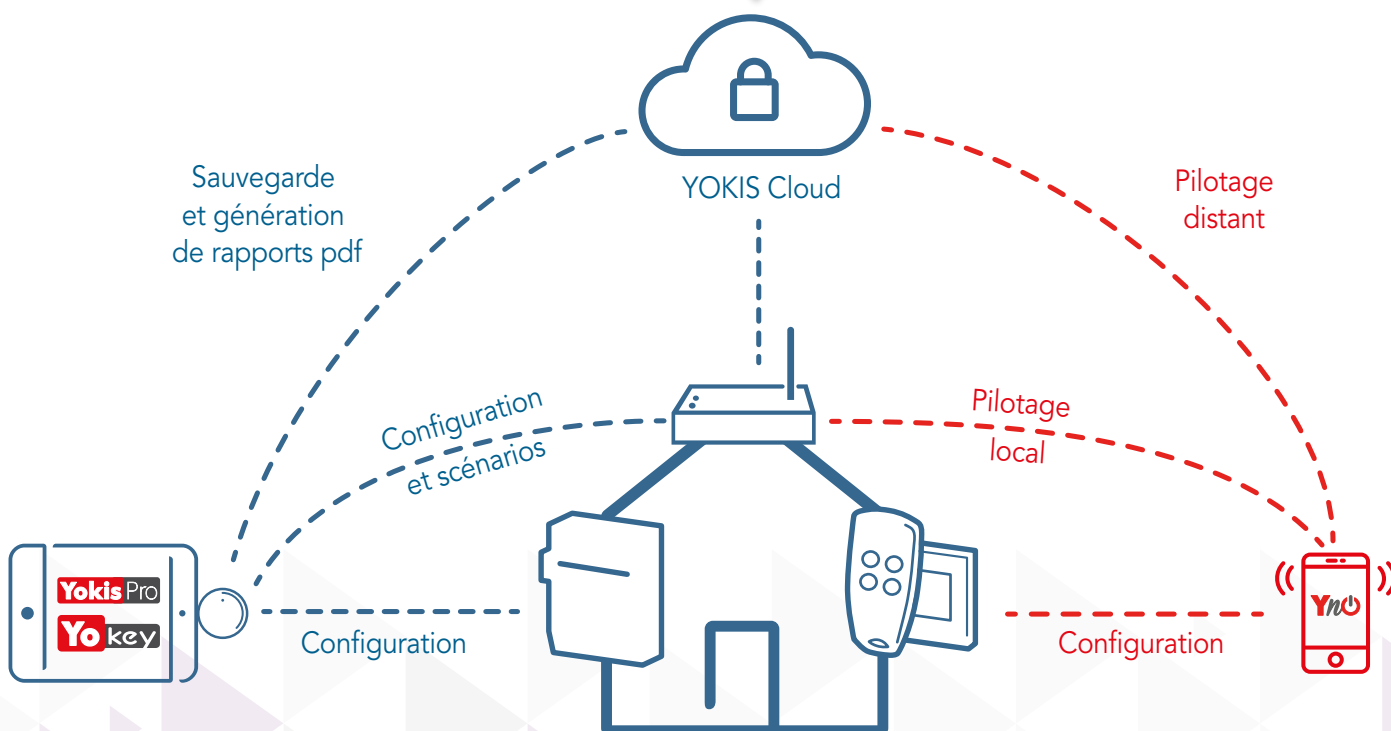 YOKIS Cloud
Sauvegarde
et génération
de rapports pdf
Pilotage
distant
Configuration
et scénarios
Pilotage
local
Yokis Pro
Yo key
Configuration
Configuration
Yno